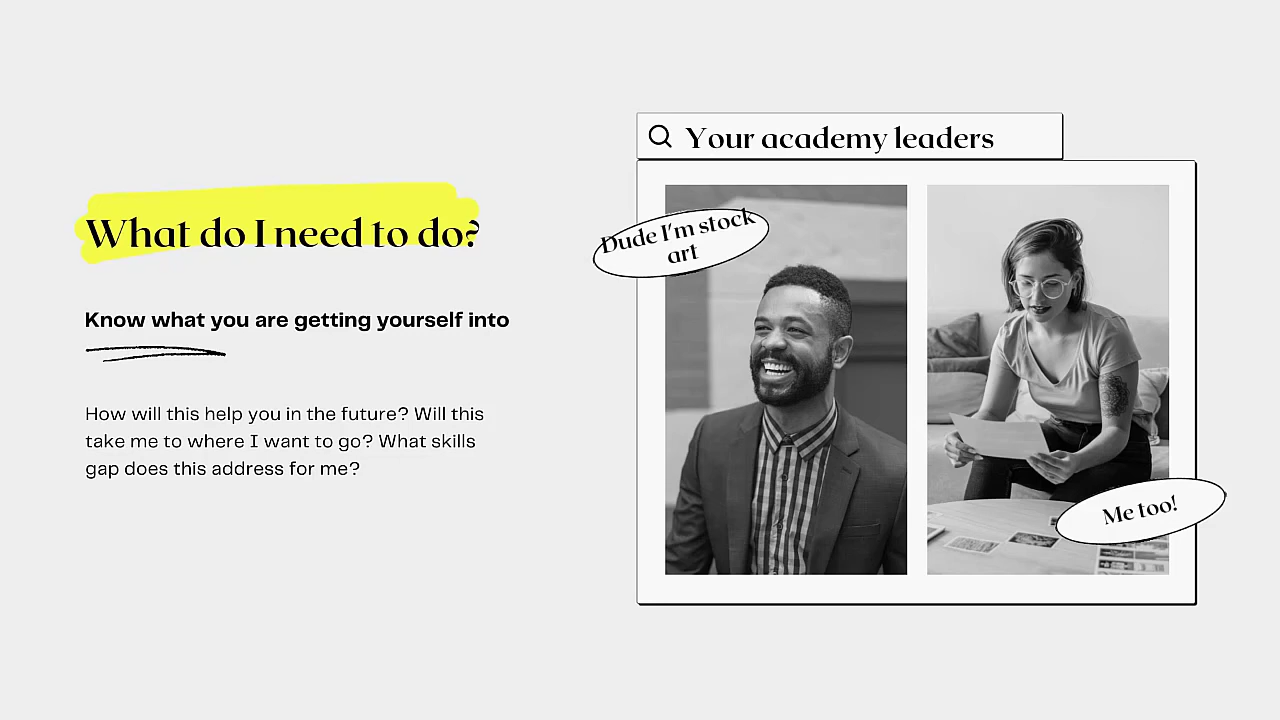 What do I need to do?
Know what you are getting yourself into
How will this help you in the future? Will this
take me to where I want to go? What skills
gap does this address for me?
Your academy leaders
Dude I'm stock
art
Me too!